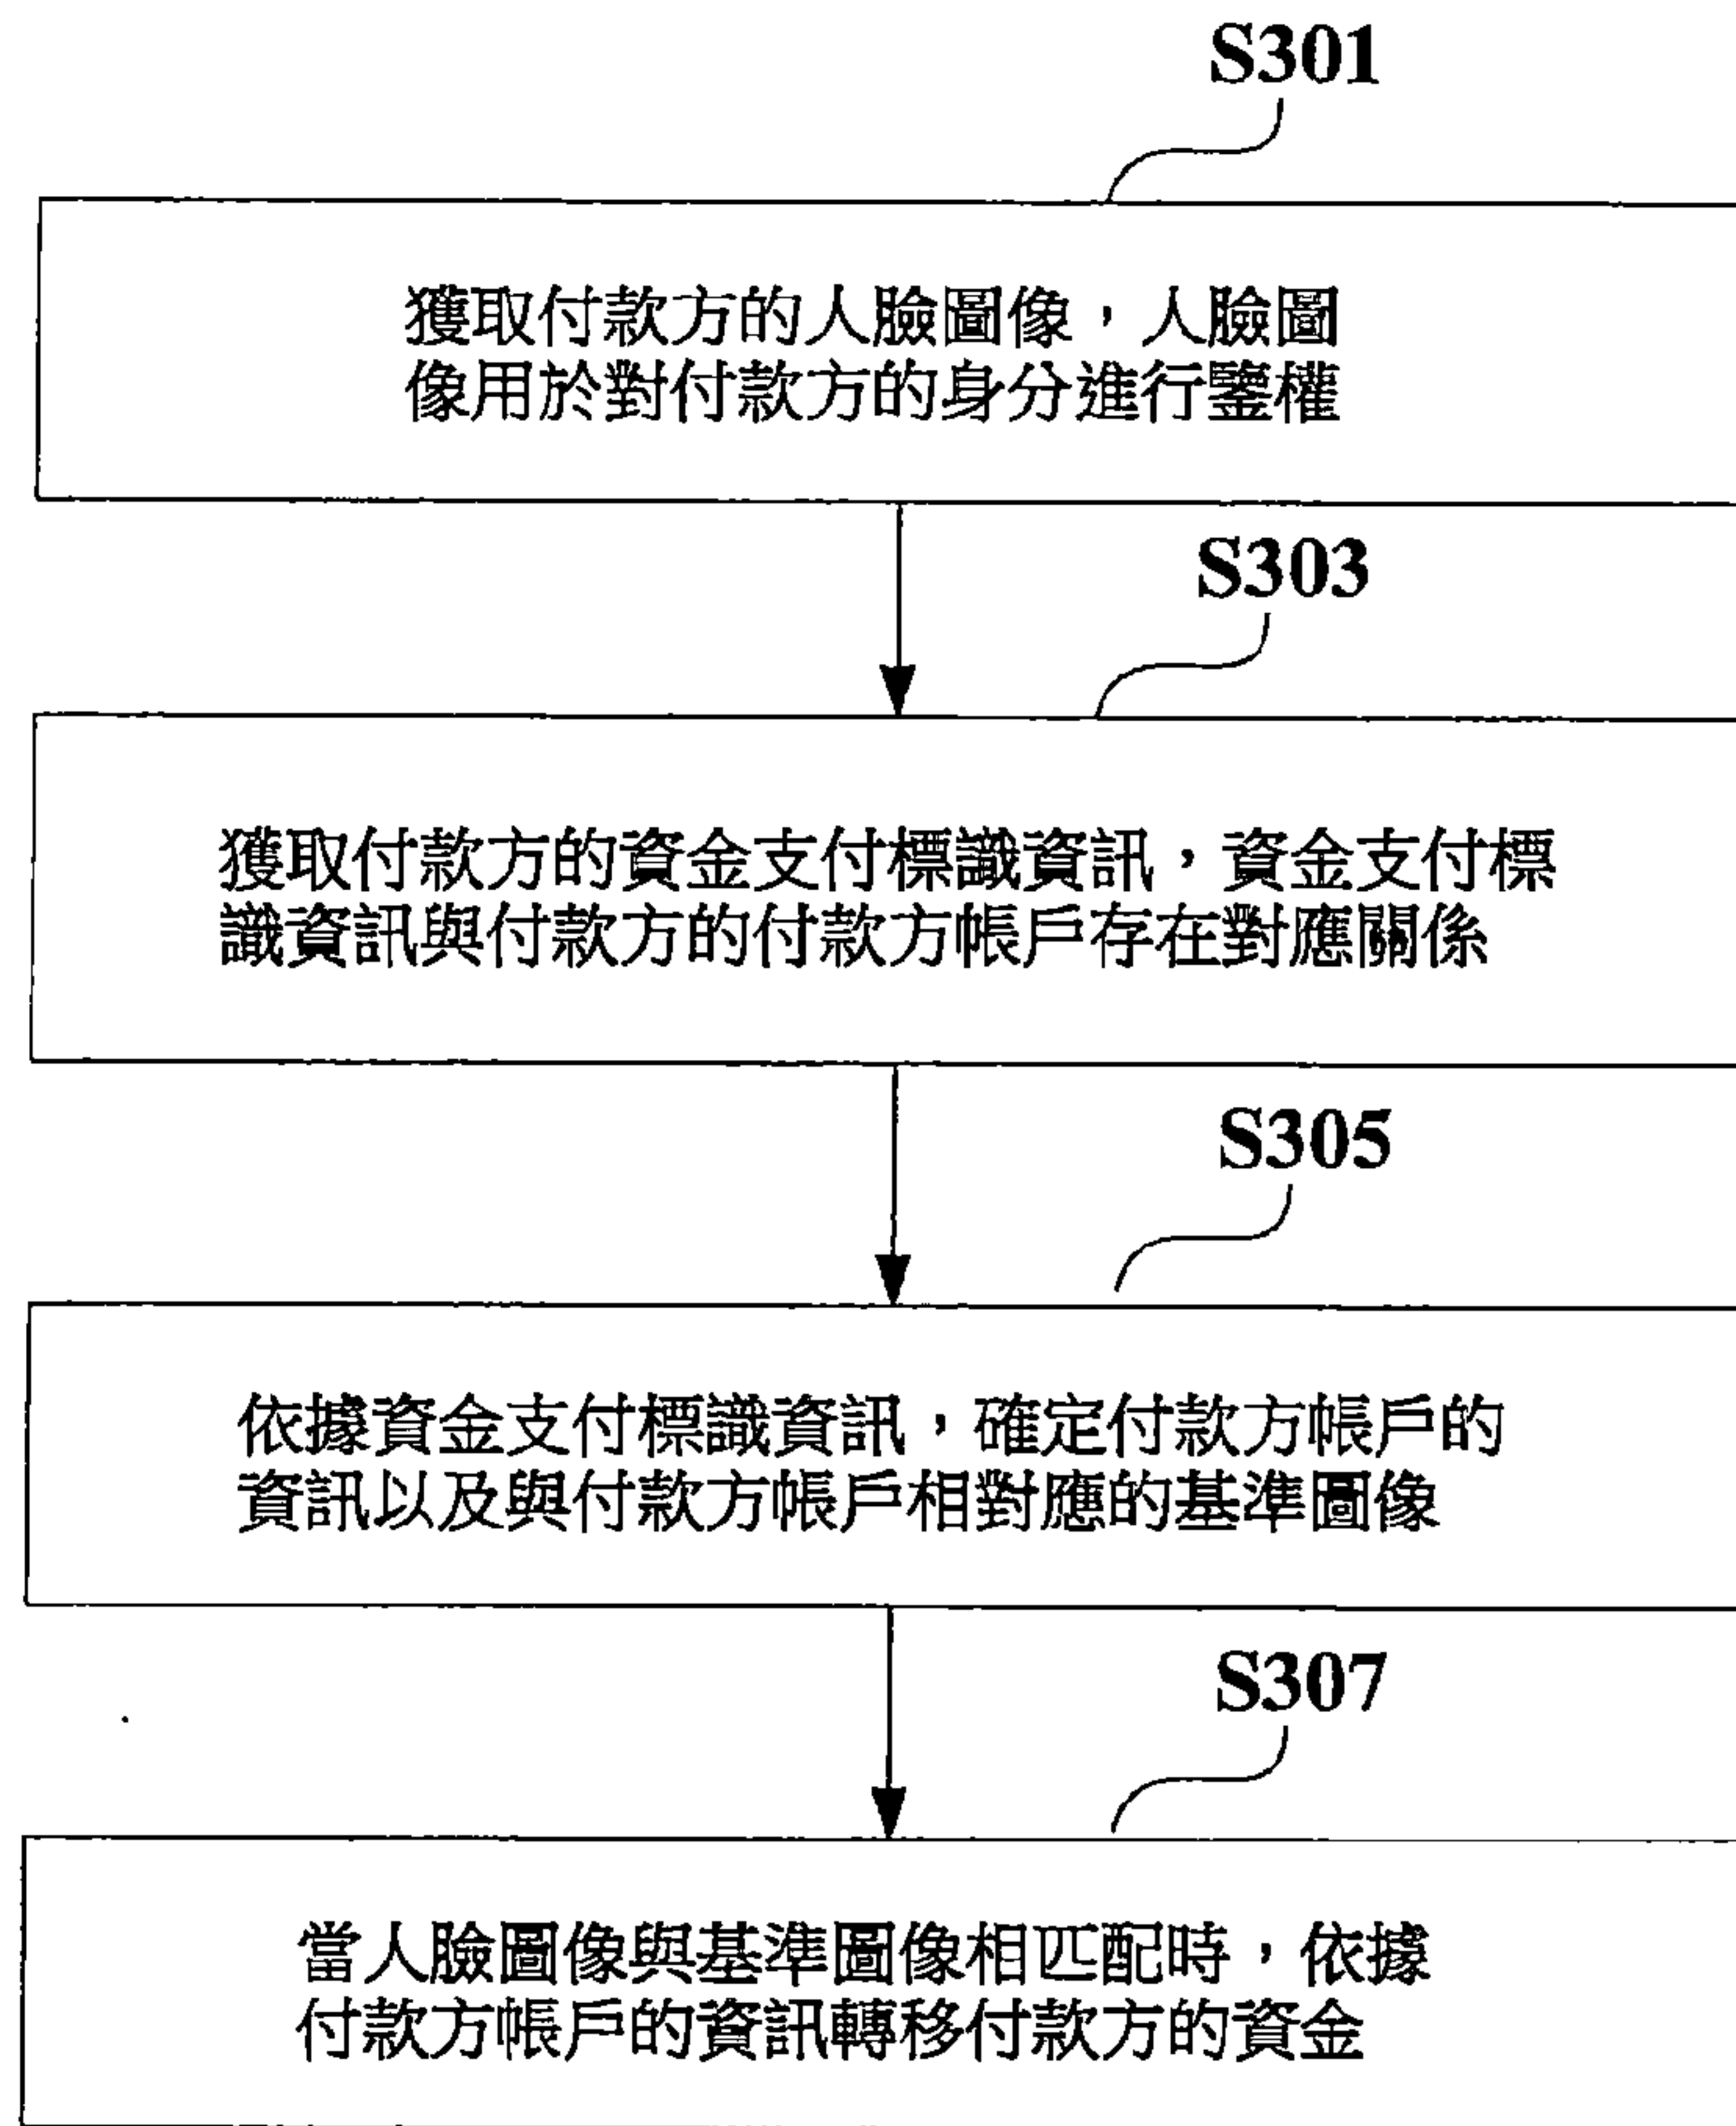 S301
獲取付款方的人臉圖像，人臉圖
像用於對付款方的身分進行鑒權
S303
獲取付款方的資金支付標識資訊，資金支付標
識資訊與付款方的付款方帳戶存在對應關係
S305
依據資金支付標識資訊，確定付款方帳戶的
資訊以及與付款方帳戶相對應的基準圖像
S307
當人臉圖像與基準圖像相匹配時，依據
付款方帳戶的資訊轉移付款方的資金